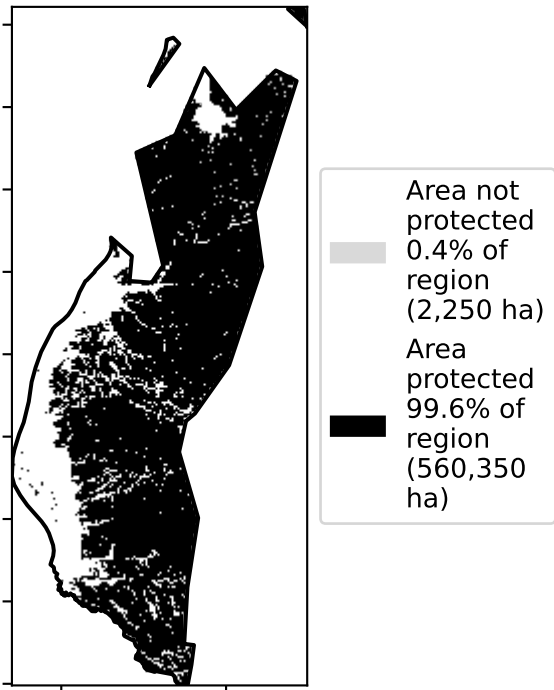 Area not
protected
0.4% of
region
(2,250 ha)
Area
protected
99.6% of
region
(560,350
ha)